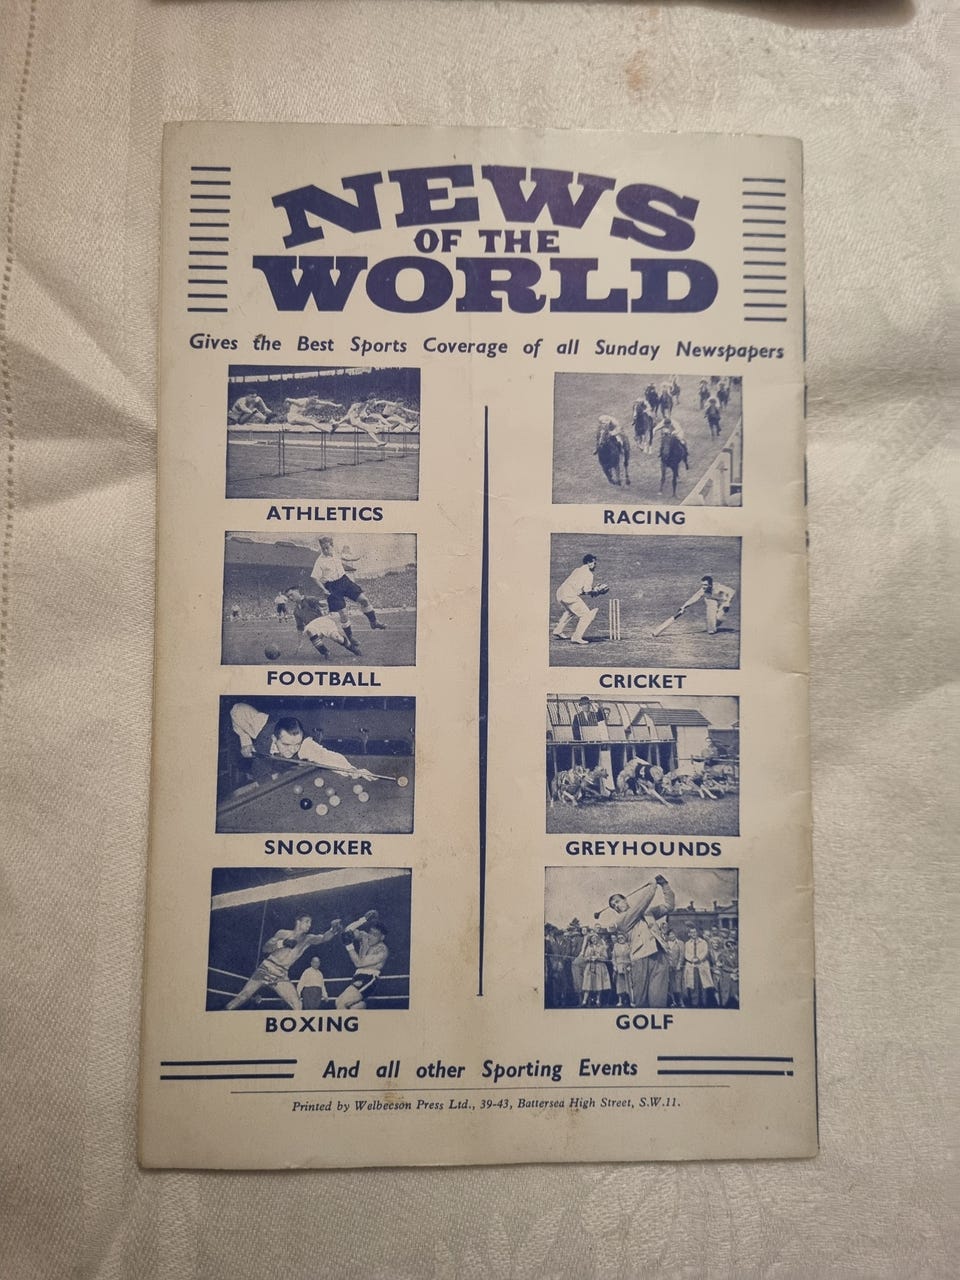 NEWS
OF THE
WORLD
Gives the Best Sports Coverage of all Sunday Newspapers
ATHLETICS
RACING
FOOTBALL
CRICKET
SNOOKER
GREYHOUNDS
BOXING
GOLF
And all other Sporting Events
Printed by Welbecson Press Ltd., 39-43, Battersea High Street, S.W.11.